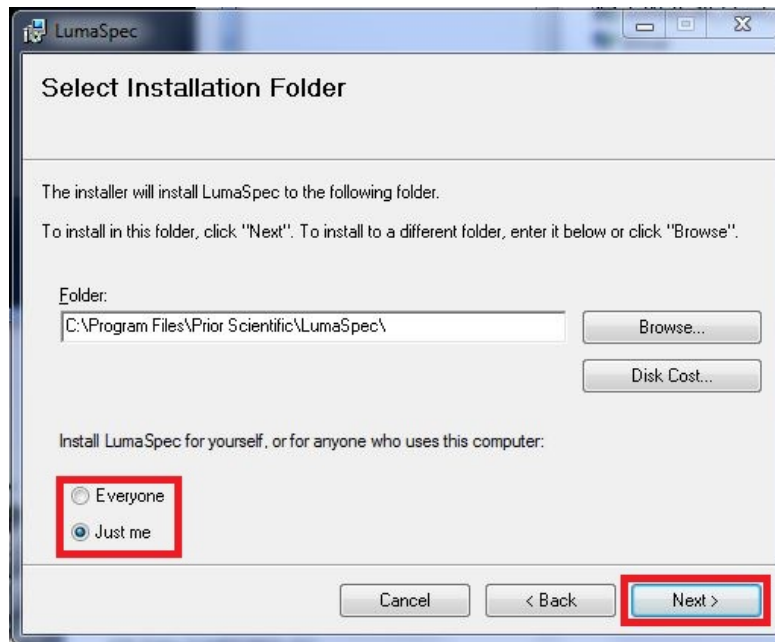 LumaSpec
Select Installation Folder
The installer will install LumaSpec to the following folder.
To install in this folder, click "Next". To install to a different folder, enter it below or click "Browse".
Folder:
C:\Program Files\Prior Scientific\LumaSpec\
Browse...
Disk Cost...
Install LumaSpec for yourself, or for anyone who uses this computer:
Everyone
Just me
Cancel
< Back
Next >